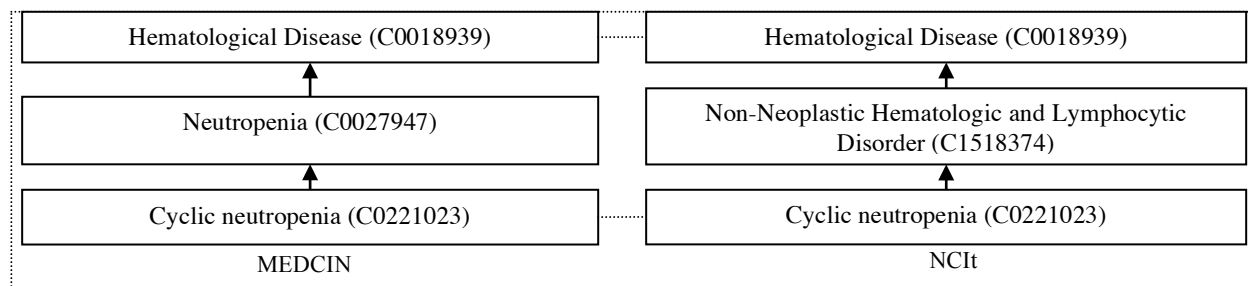 Hematological Disease (C0018939)
Neutropenia (C0027947)
Cyclic neutropenia (C0221023)
MEDCIN
Hematological Disease (C0018939)
Non-Neoplastic Hematologic and Lymphocytic
Disorder (C1518374)
Cyclic neutropenia (C0221023)
NCIt